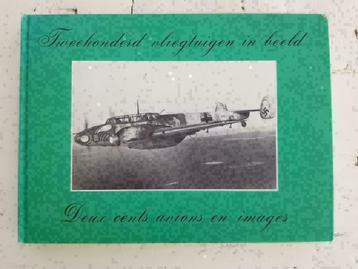 Tweehonderd vliegtuigen in beeld
Deux cents avions en images